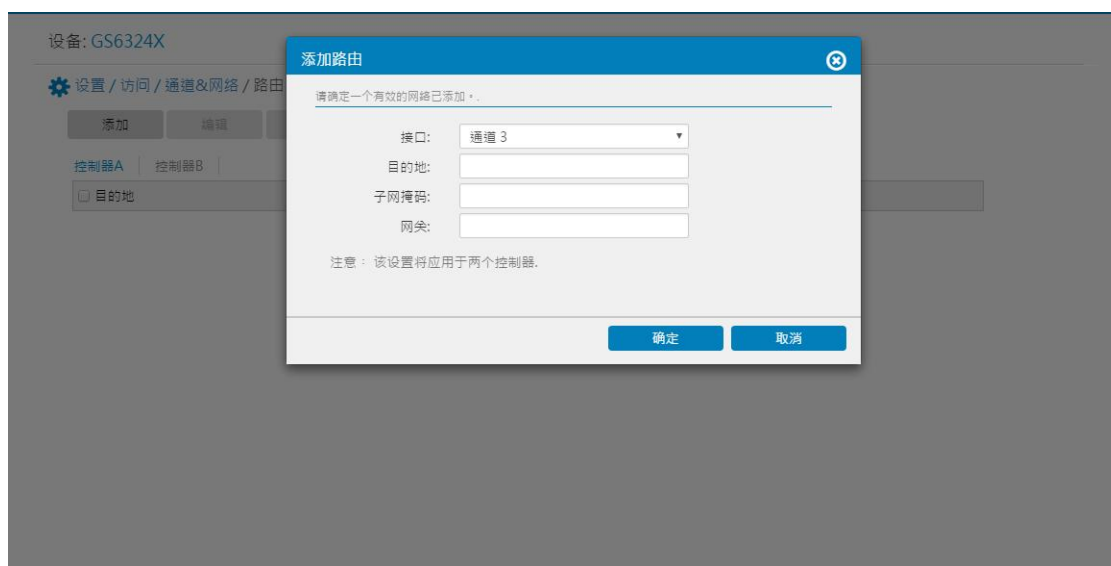 设备: GS6324X
设置 / 访问 / 通道&网络 / 路由
添加 编辑
控制器A 控制器B
目的地
添加路由
请确定一个有效的网络已添加。.
接口: 通道 3
目的地:
子网掩码:
网关:
注意： 该设置将应用于两个控制器.
确定 取消